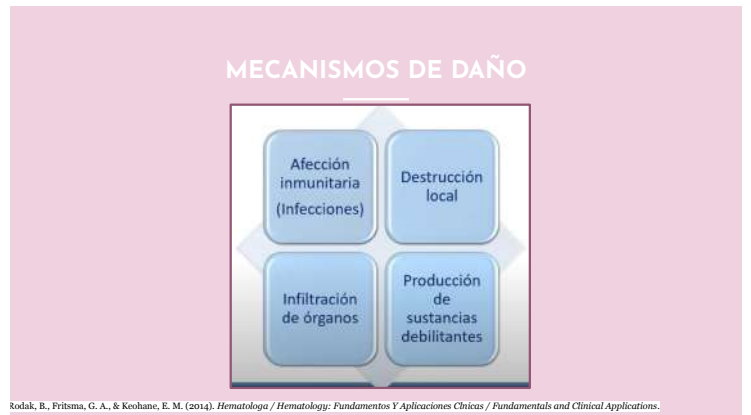 MECANISMOS DE DAÑO
Afección
inmunitaria
(Infecciones)
Destrucción
local
Infiltración
de órganos
Producción
de
sustancias
debilitantes
Rodak, B., Fritsma, G. A., & Keohane, E. M. (2014). Hematologa / Hematology: Fundamentos Y Aplicaciones Clnicas / Fundamentals and Clinical Applications.